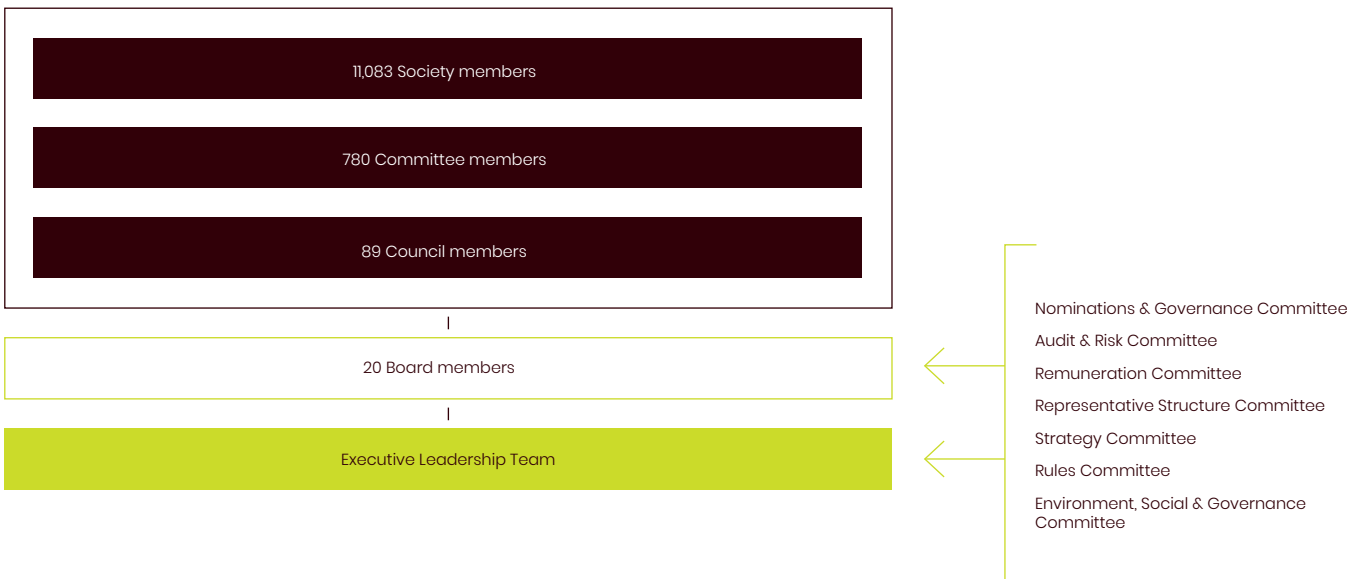 11,083 Society members
780 Committee members
89 Council members
20 Board members
Executive Leadership Team
Nominations & Governance Committee
Audit & Risk Committee
Remuneration Committee
Representative Structure Committee
Strategy Committee
Rules Committee
Environment, Social & Governance
Committee